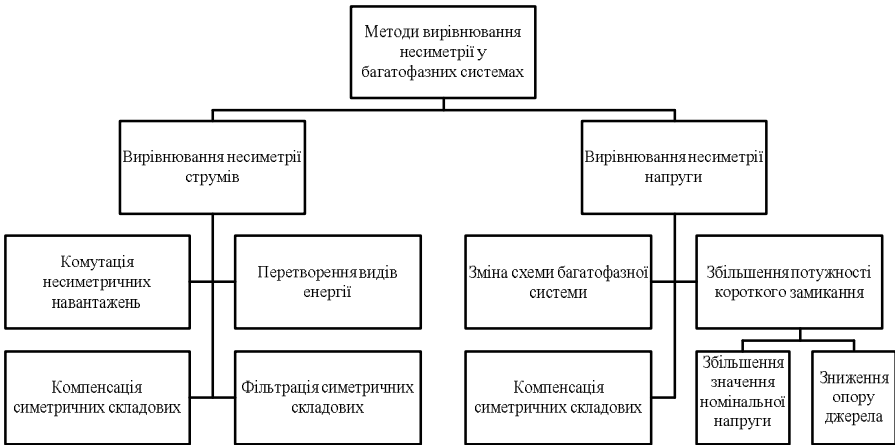 Методи вирівнювання
несиметрії у
багатофазних системах
Вирівнювання несиметрії
струмів
Вирівнювання несиметрії
напруги
Комутація
несиметричних
навантажень
Перетворення видів
енергії
Зміна схеми багатофазної
системи
Збільшення потужності
короткого замикання
Компенсація
симетричних складових
Фільтрація симетричних
складових
Компенсація
симетричних складових
Збільшення
значення
номінальної
напруги
Зниження
опору
джерела